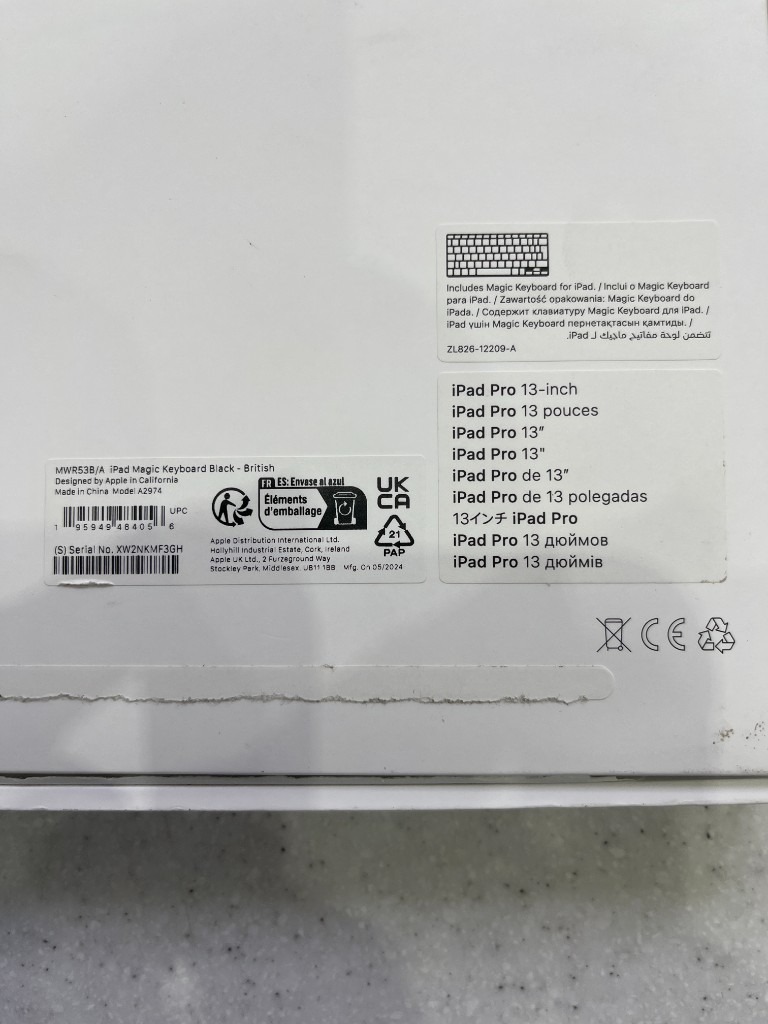 Includes Magic Keyboard for iPad. / Inclui o Magic Keyboard
para iPad. / Zawartość opakowania: Magic Keyboard do
iPada. / Содержит клавиатуру Magic Keyboard для iPad. /
iPad үшін Magic Keyboard пернетақтасын қамтиды. /
تتضمن لوحة مفاتيح ماجيك لـ iPad.
ZL826-12209-A
iPad Pro 13-inch
iPad Pro 13 pouces
iPad Pro 13″
iPad Pro 13"
iPad Pro de 13″
iPad Pro de 13 polegadas
13インチ iPad Pro
iPad Pro 13 дюймов
iPad Pro 13 дюймів
MWR53B/A iPad Magic Keyboard Black - British
Designed by Apple in California
Made in China Model A2974
UPC
1 95949 48405 6
(S) Serial No. XW2NKMF3GH
FR ES: Envase al azul
Éléments
d'emballage
UK
CA
21
PAP
Apple Distribution International Ltd.
Hollyhill Industrial Estate, Cork, Ireland
Apple UK Ltd., 2 Furzeground Way
Stockley Park, Middlesex, UB11 1BB Mfg. On 05/2024
CE